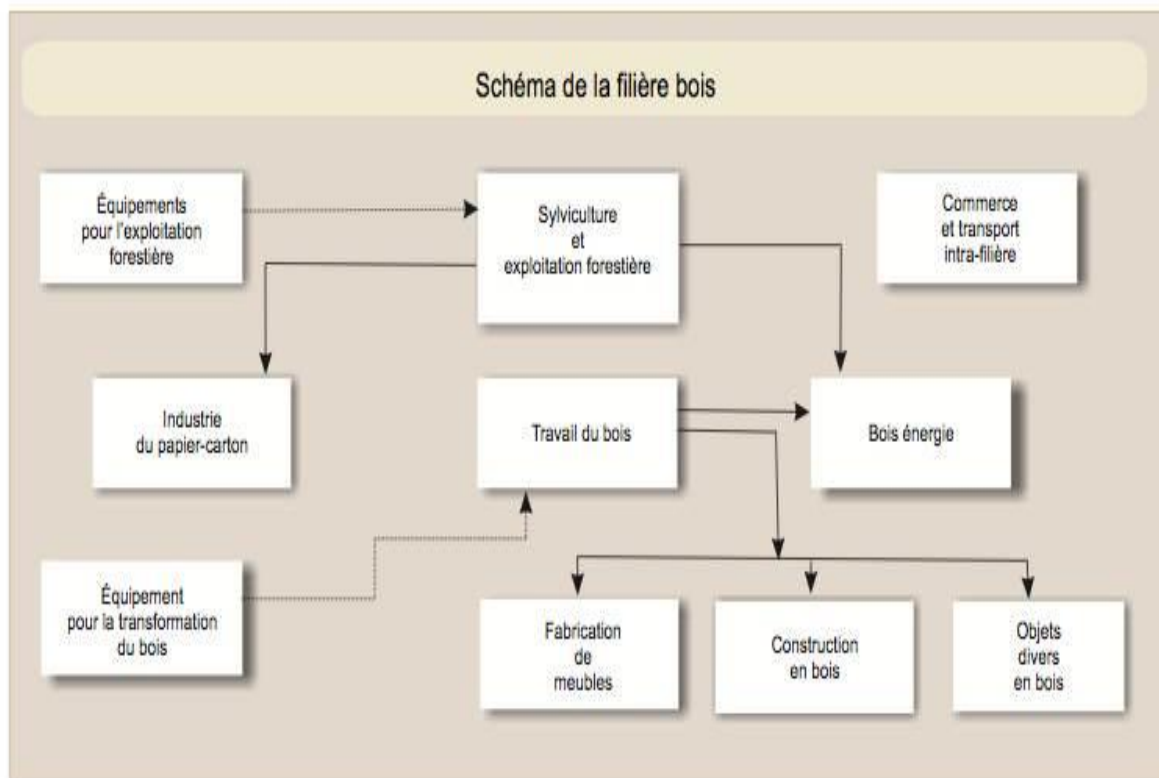 Schéma de la filière bois
Équipements
pour l'exploitation
forestière
Sylviculture
et
exploitation forestière
Commerce
et transport
intra-filière
Industrie
du papier-carton
Travail du bois
Bois énergie
Équipement
pour la transformation
du bois
Fabrication
de
meubles
Construction
en bois
Objets
divers
en bois